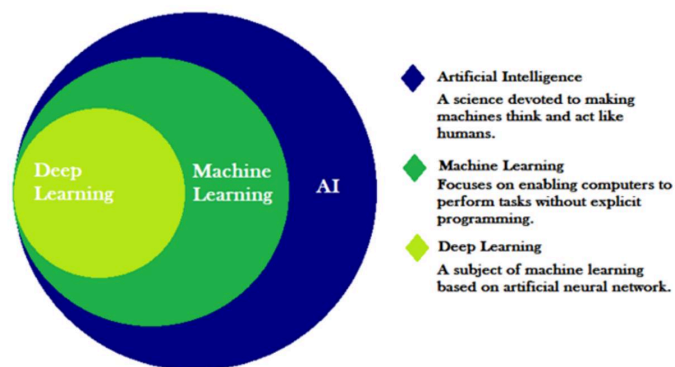 Deep
Learning
Machine
Learning
AI
Artificial Intelligence
A science devoted to making
machines think and act like
humans.
Machine Learning
Focuses on enabling computers to
perform tasks without explicit
programming.
Deep Learning
A subject of machine learning
based on artificial neural network.